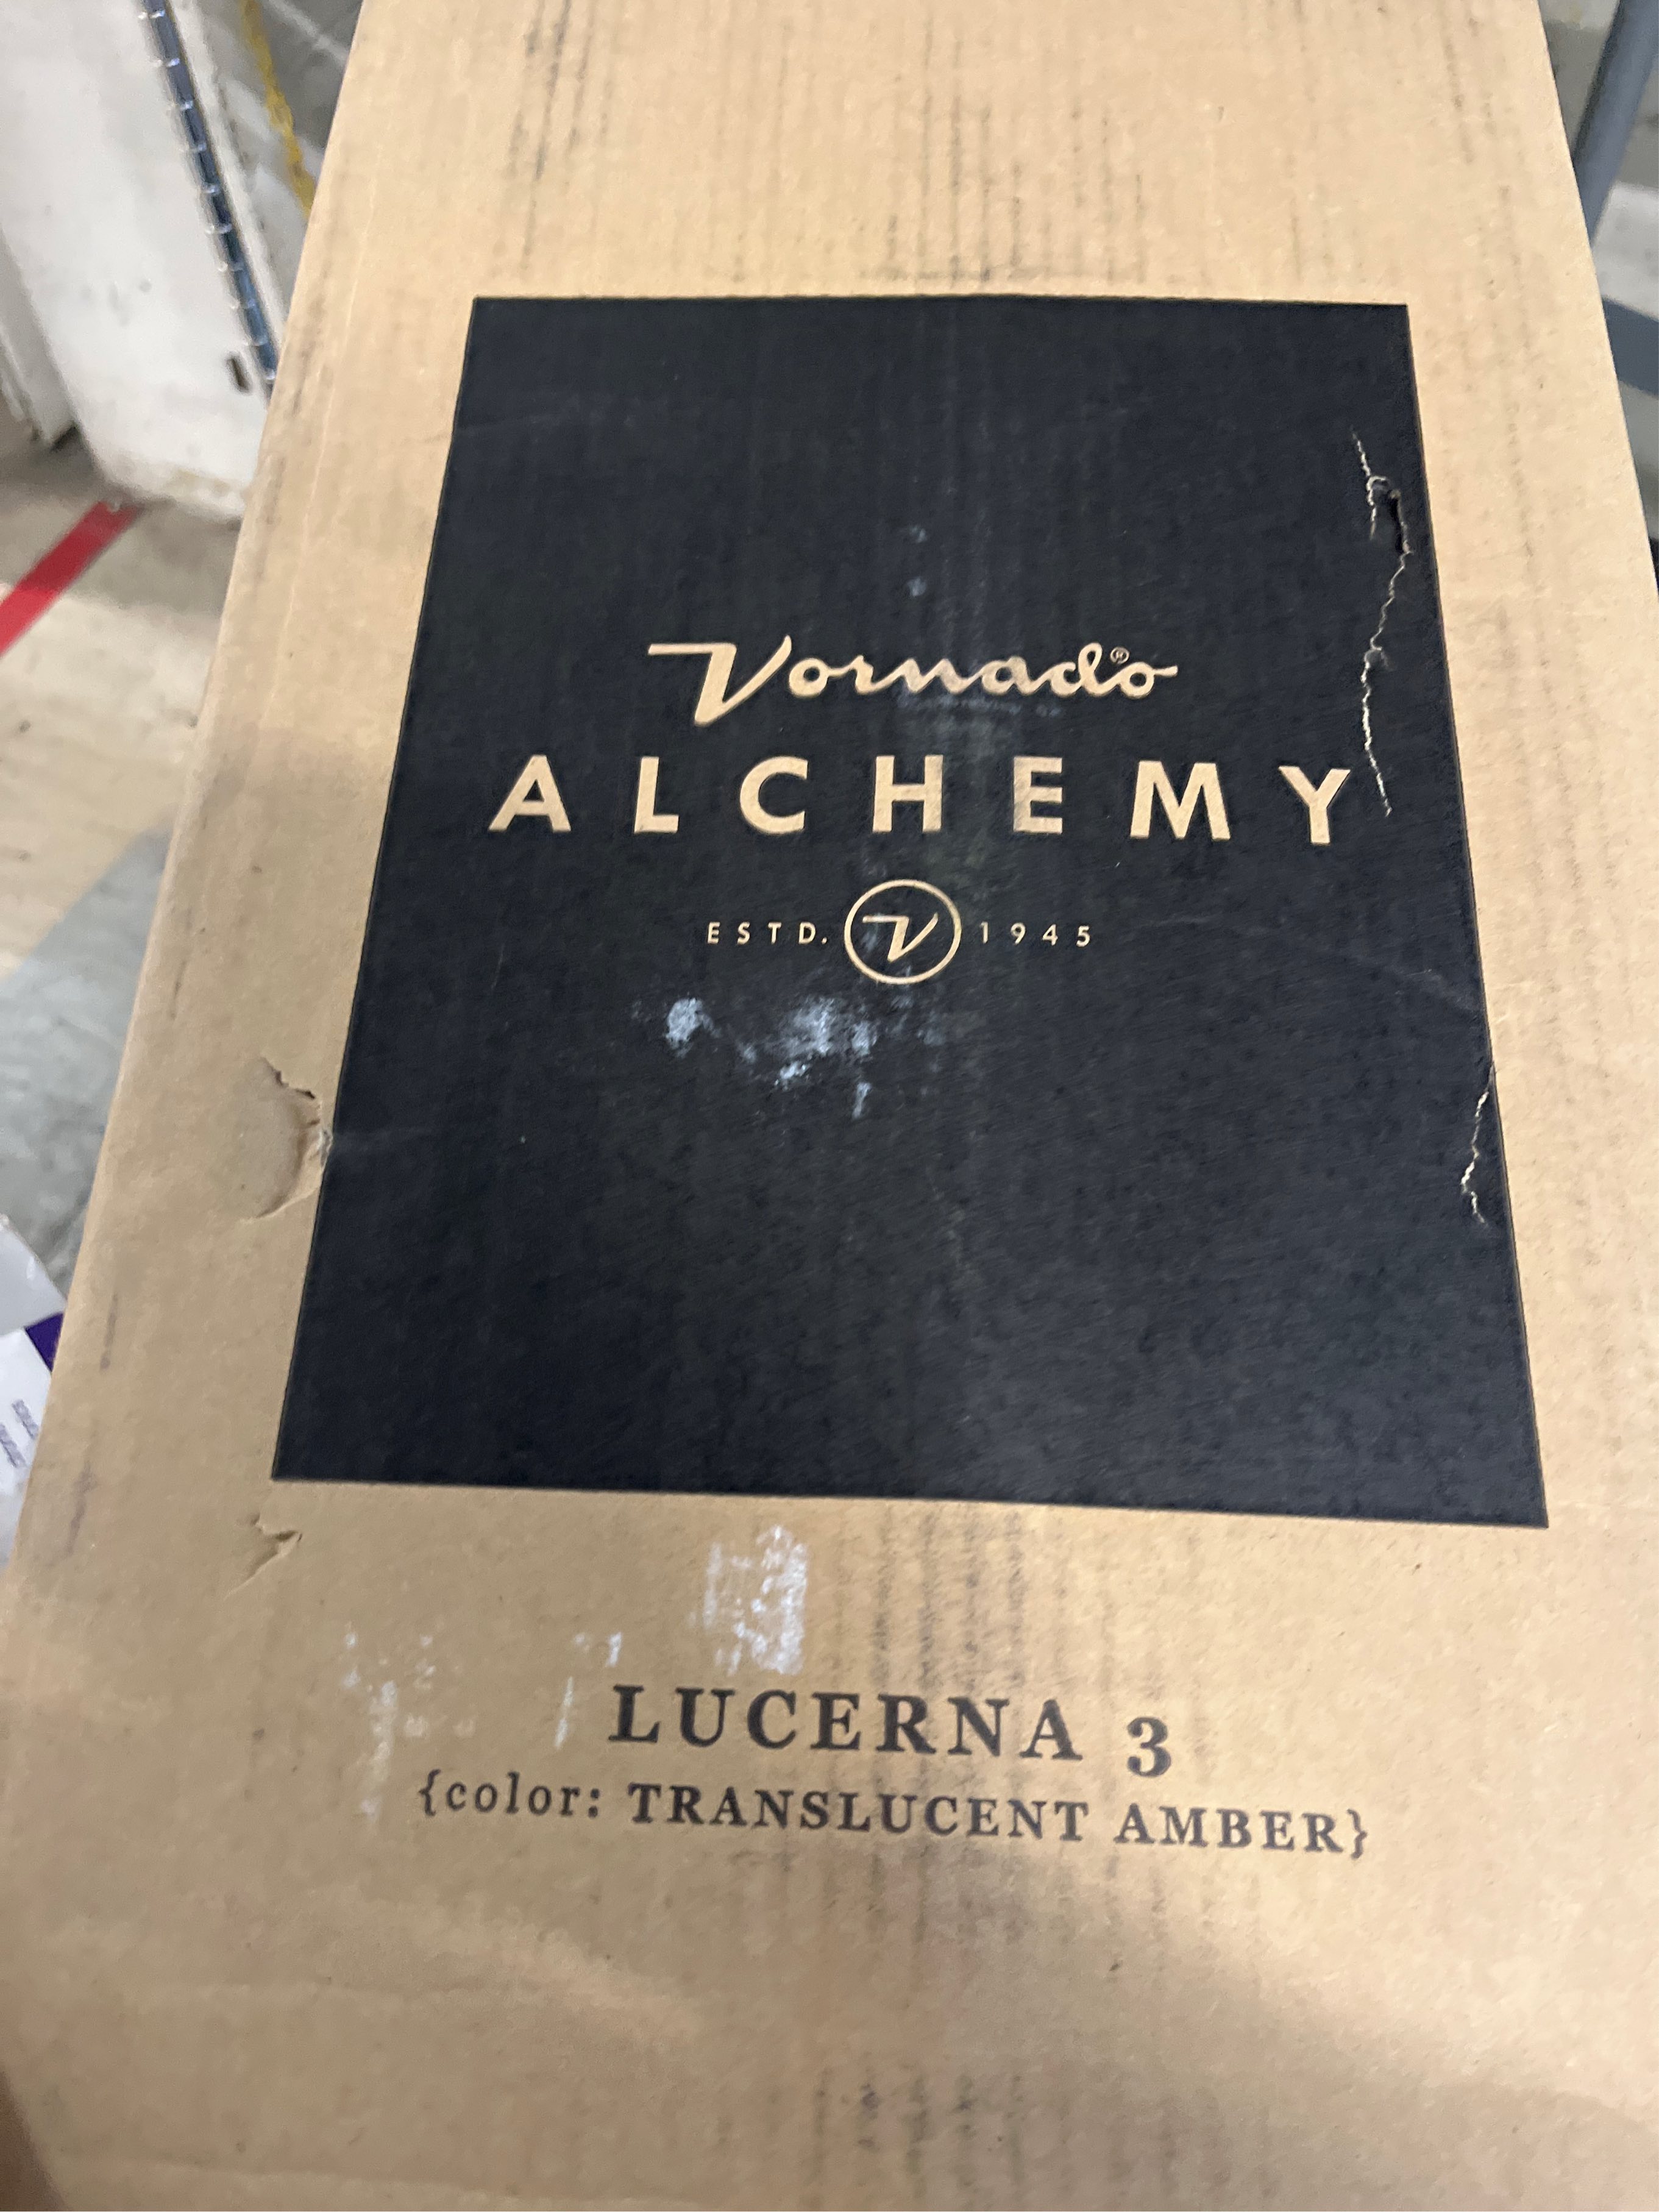 Vornado®
ALCHEMY
ESTD. V 1945
LUCERNA 3
{color: TRANSLUCENT AMBER}